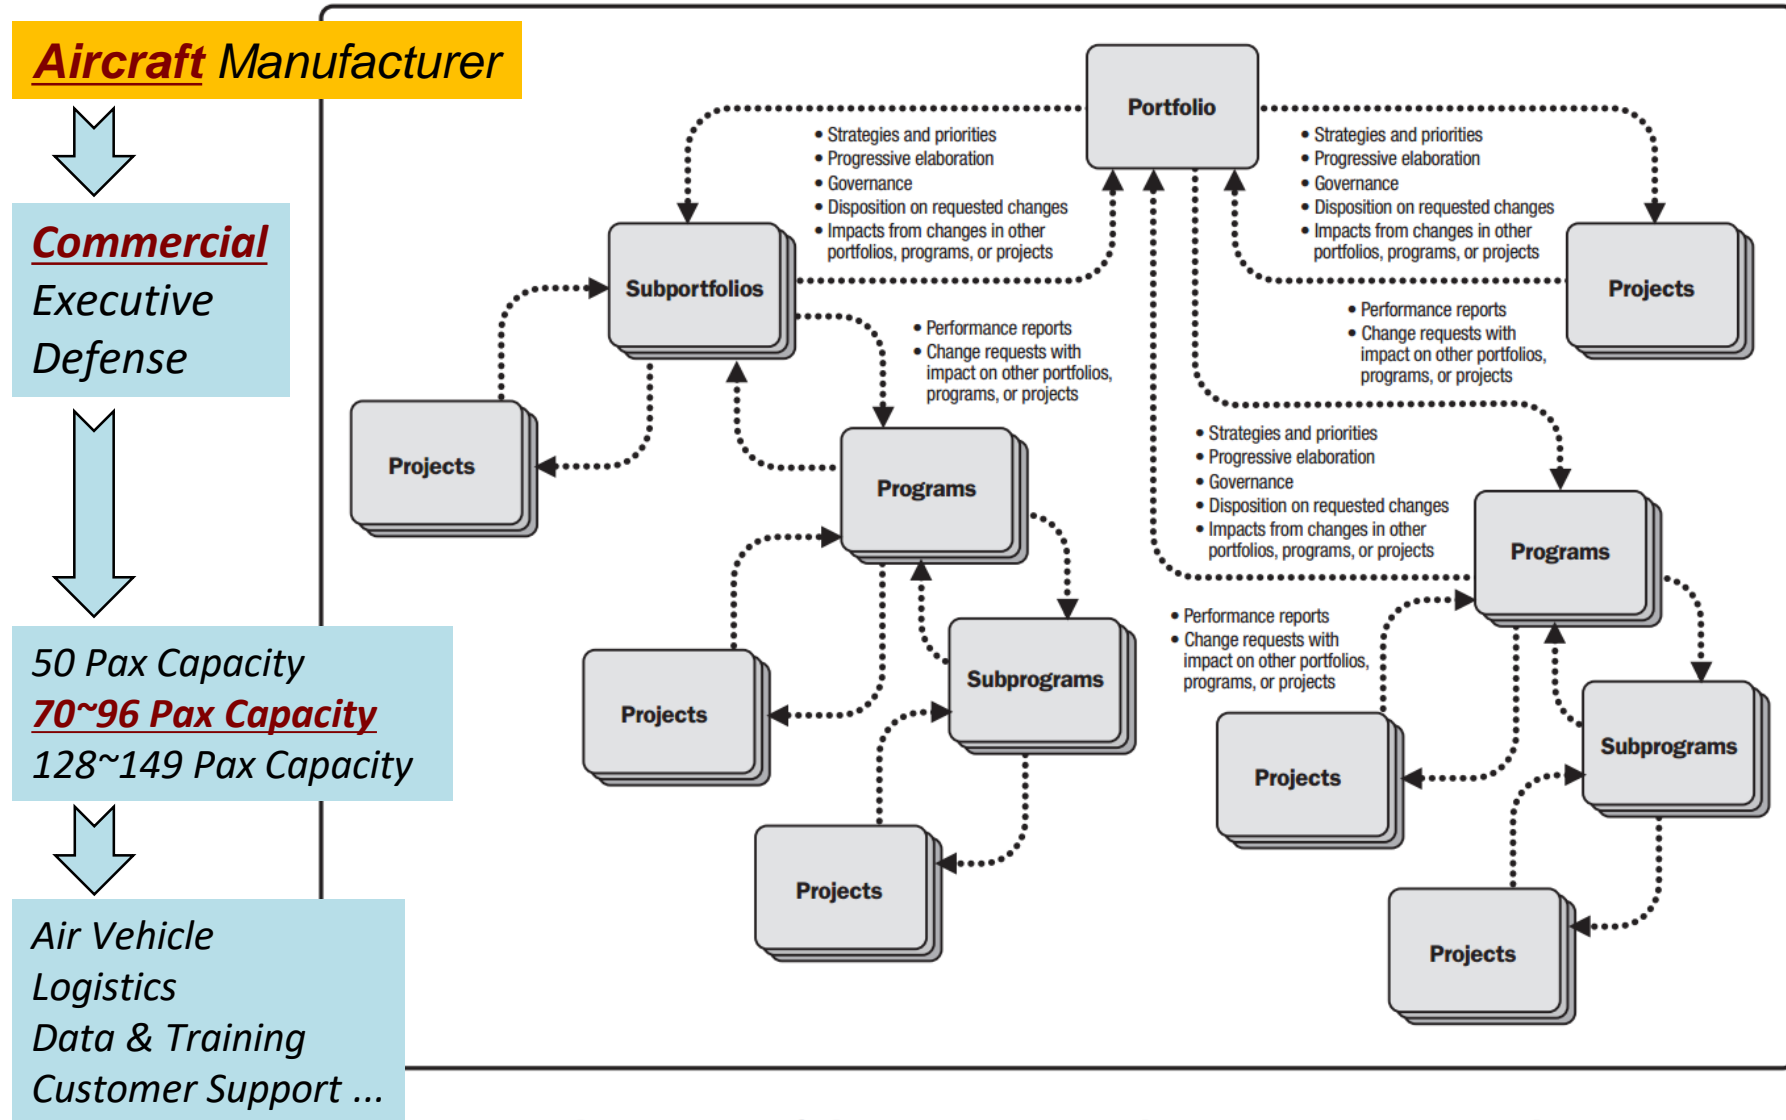 Aircraft Manufacturer
Commercial
Executive
Defense
50 Pax Capacity
70~96 Pax Capacity
128~149 Pax Capacity
Air Vehicle
Logistics
Data & Training
Customer Support ...
Portfolio
• Strategies and priorities
• Progressive elaboration
• Governance
• Disposition on requested changes
• Impacts from changes in other
portfolios, programs, or projects
• Strategies and priorities
• Progressive elaboration
• Governance
• Disposition on requested changes
• Impacts from changes in other
portfolios, programs, or projects
Subportfolios
Projects
• Performance reports
• Change requests with
impact on other portfolios,
programs, or projects
• Performance reports
• Change requests with
impact on other portfolios,
programs, or projects
Projects
Programs
• Strategies and priorities
• Progressive elaboration
• Governance
• Disposition on requested changes
• Impacts from changes in other
portfolios, programs, or projects
Programs
• Performance reports
• Change requests with
impact on other portfolios,
programs, or projects
Projects
Subprograms
Projects
Subprograms
Projects
Projects